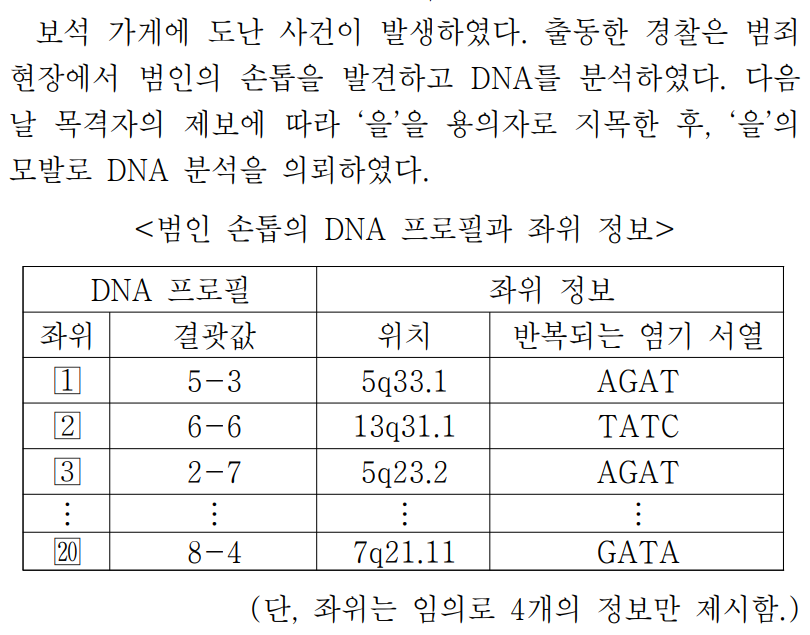 보석 가게에 도난 사건이 발생하였다. 출동한 경찰은 범죄
현장에서 범인의 손톱을 발견하고 DNA를 분석하였다. 다음
날 목격자의 제보에 따라 ‘을’을 용의자로 지목한 후, ‘을’의
모발로 DNA 분석을 의뢰하였다.
<범인 손톱의 DNA 프로필과 좌위 정보>
DNA 프로필 좌위 정보
좌위 결괏값 위치 반복되는 염기 서열
1 5-3 5q33.1 AGAT
2 6-6 13q31.1 TATC
3 2-7 5q23.2 AGAT
⋮ ⋮ ⋮ ⋮
20 8-4 7q21.11 GATA
(단, 좌위는 임의로 4개의 정보만 제시함.)